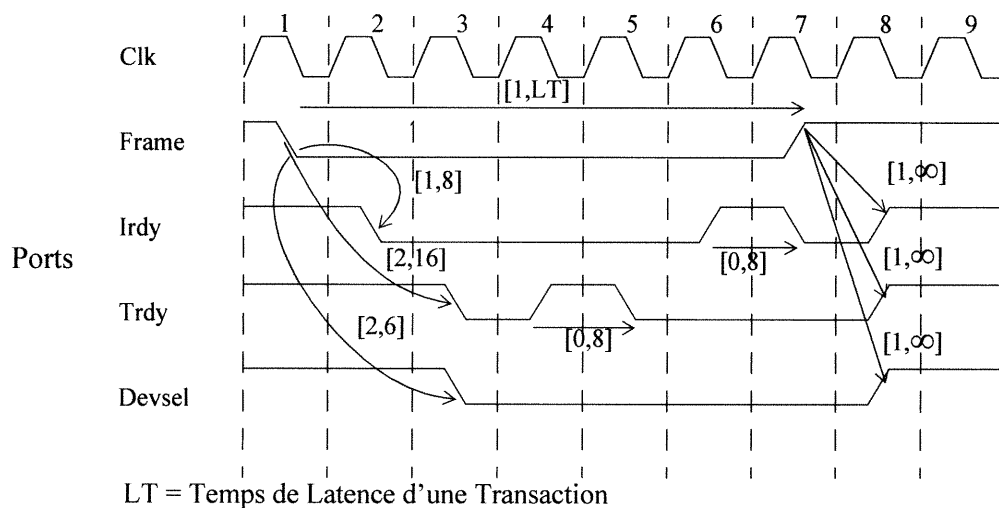 1 2 3 4 5 6 7 8 9
Clk
[1,LT]
Frame
[1,8]
[1,∞]
Irdy
Ports
[2,16]
[0,8]
[1,∞]
Trdy
[2,6]
[0,8]
[1,∞]
Devsel
LT = Temps de Latence d'une Transaction